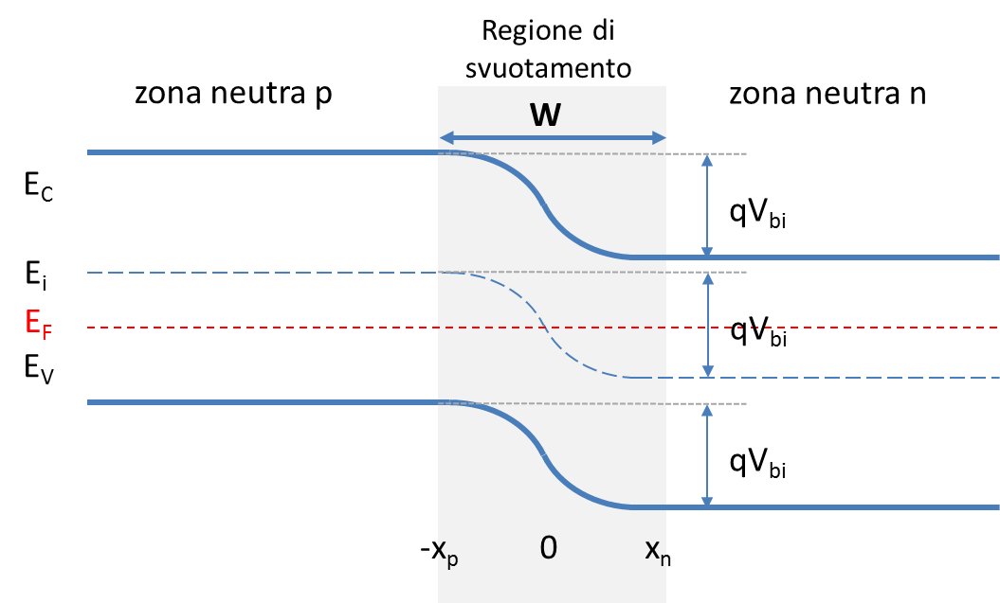 Regione di
svuotamento
zona neutra p
zona neutra n
W
E_C
qV_bi
E_i
E_F
qV_bi
E_V
qV_bi
-x_p
0
x_n